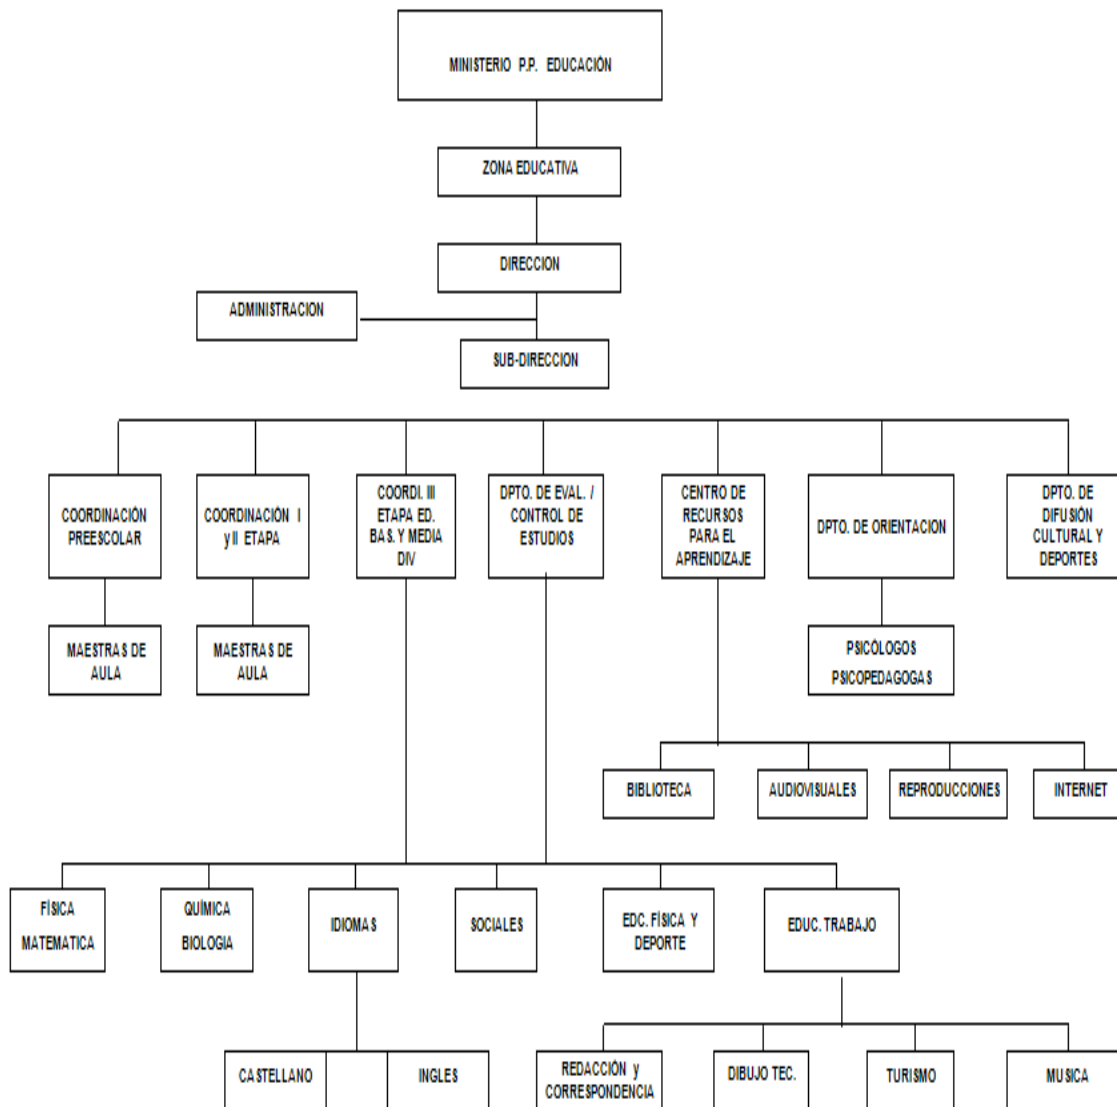 MINISTERIO P.P. EDUCACIÓN
ZONA EDUCATIVA
DIRECCION
ADMINISTRACION
SUB-DIRECCION
COORDINACIÓN
PREESCOLAR
COORDINACIÓN I
y II ETAPA
COORDI. III
ETAPA ED.
BAS. Y MEDIA
DIV
DPTO. DE EVAL. /
CONTROL DE
ESTUDIOS
CENTRO DE
RECURSOS
PARA EL
APRENDIZAJE
DPTO. DE ORIENTACION
DPTO. DE
DIFUSIÓN
CULTURAL Y
DEPORTES
MAESTRAS DE
AULA
MAESTRAS DE
AULA
PSICÓLOGOS
PSICOPEDAGOGAS
BIBLIOTECA
AUDIOVISUALES
REPRODUCCIONES
INTERNET
FÍSICA
MATEMATICA
QUÍMICA
BIOLOGIA
IDIOMAS
SOCIALES
EDC. FÍSICA Y
DEPORTE
EDUC. TRABAJO
CASTELLANO
INGLES
REDACCIÓN y
CORRESPONDENCIA
DIBUJO TEC.
TURISMO
MUSICA